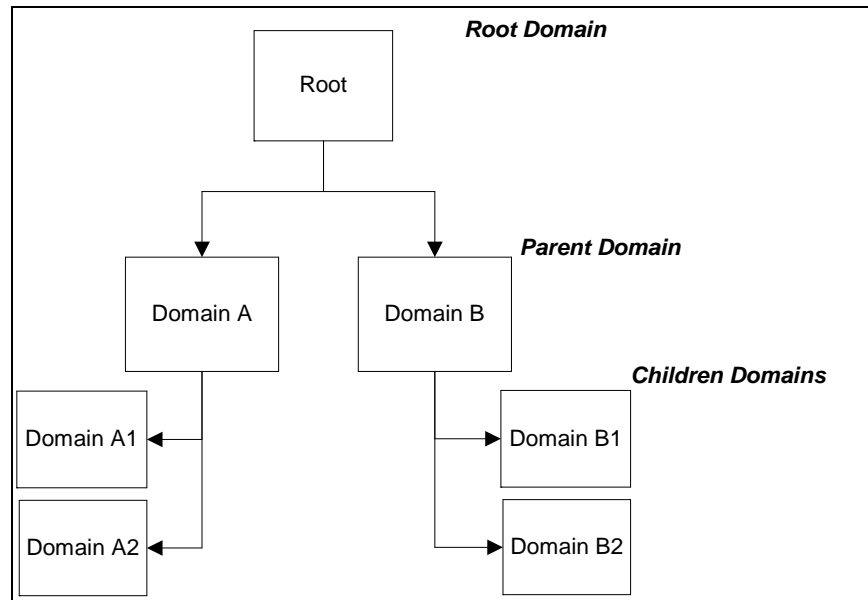 Root Domain
Root
Parent Domain
Domain A
Domain B
Children Domains
Domain A1
Domain B1
Domain A2
Domain B2